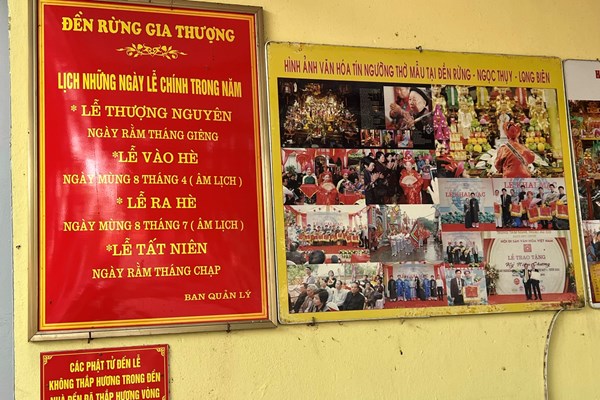 ĐỀN RỪNG GIA THƯỢNG
LỊCH NHỮNG NGÀY LỄ CHÍNH TRONG NĂM
* LỄ THƯỢNG NGUYÊN
NGÀY RẰM THÁNG GIÊNG
*LỄ VÀO HÈ
NGÀY MÙNG 8 THÁNG 4 ( ÂM LỊCH )
* LỄ RA HÈ
NGÀY MÙNG 8 THÁNG 7 ( ÂM LỊCH )
*LỄ TẤT NIÊN
NGÀY RẰM THÁNG CHẠP
BAN QUẢN LÝ
CÁC PHẬT TỬ ĐẾN LỄ
KHÔNG THẮP HƯƠNG TRONG ĐỀN
NHÀ ĐỀN ĐÃ THẮP HƯƠNG VÒNG
HÌNH ẢNH VĂN HÓA TÍN NGƯỠNG THỜ MẪU TẠI ĐỀN RỪNG - NGỌC THỤY - LONG BIÊN
LỄ TRAO TẶNG